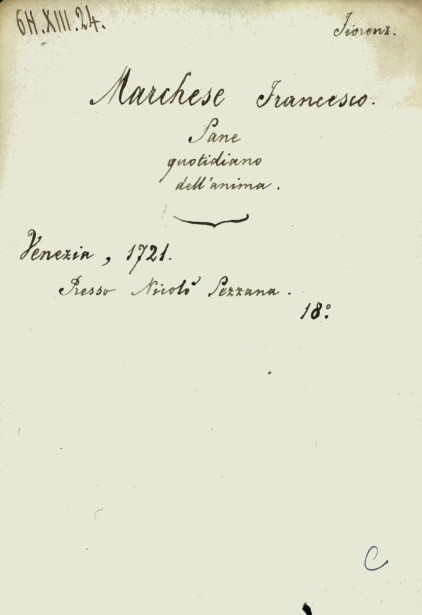 6H.XIII.24.
Fiorenz.
Marchese Francesco.
Pane
quotidiano
dell'anima.
Venezia, 1721.
Presso Nicolò Pezzana.
18.º
C